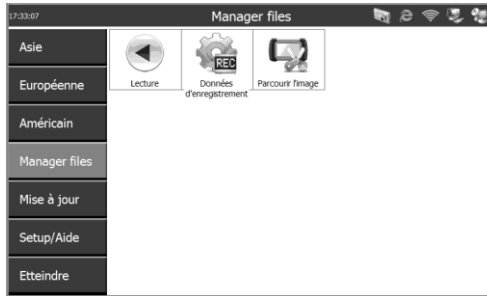 17:33:07
Manager files
Asie
Européenne
Américain
Manager files
Mise à jour
Setup/Aide
Etteindre
Lecture
REC
Données
d'enregistrement
Parcourir l'image